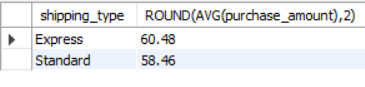 shipping_type ROUND(AVG(purchase_amount),2)
Express 60.48
Standard 58.46